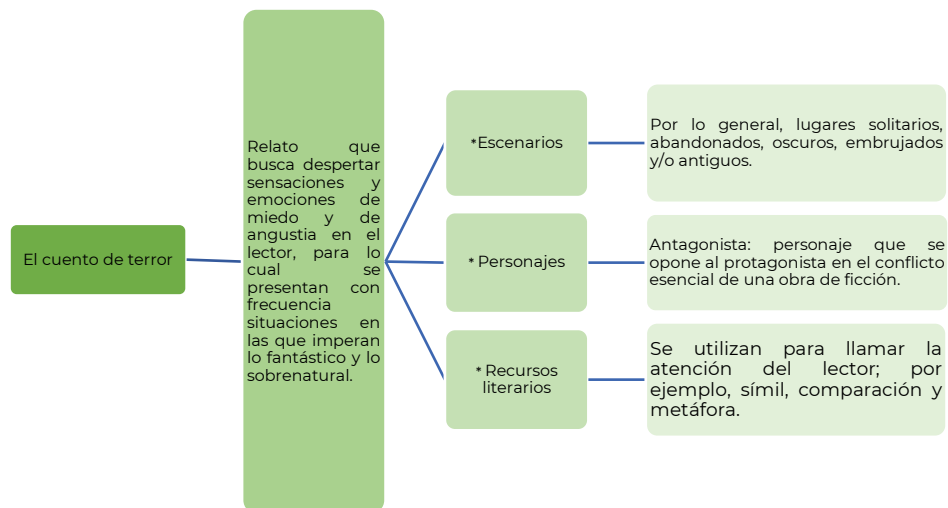 El cuento de terror
Relato que
busca despertar
sensaciones y
emociones de
miedo y de
angustia en el
lector, para lo
cual se
presentan con
frecuencia
situaciones en
las que imperan
lo fantástico y lo
sobrenatural.
*Escenarios
Por lo general, lugares solitarios,
abandonados, oscuros, embrujados
y/o antiguos.
* Personajes
Antagonista: personaje que se
opone al protagonista en el conflicto
esencial de una obra de ficción.
* Recursos
literarios
Se utilizan para llamar la
atención del lector; por
ejemplo, símil, comparación y
metáfora.